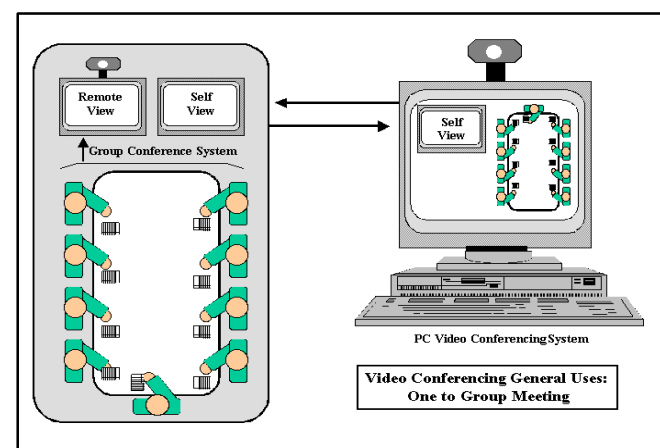 Remote
View
Self
View
Group Conference System
Self
View
PC Video ConferencingSystem
Video Conferencing General Uses:
One to Group Meeting